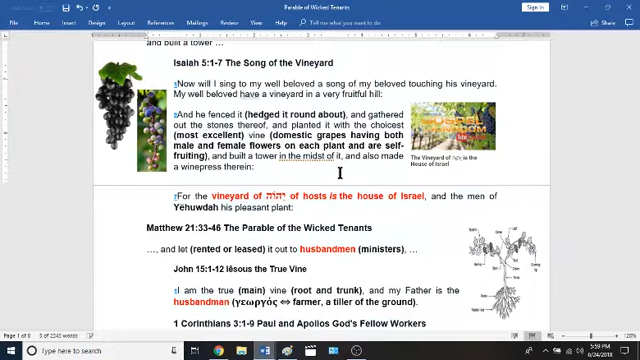 Parable of Wicked Tenants
Sign in
File
Home
Insert
Design
Layout
References
Mailings
Review
View
Tell me what you want to do
Share
and built a tower …
Isaiah 5:1-7 The Song of the Vineyard
1Now will I sing to my well beloved a song of my beloved touching his vineyard.
My well beloved have a vineyard in a very fruitful hill:
2And he fenced it (hedged it round about), and gathered
out the stones thereof, and planted it with the choicest
(most excellent) vine (domestic grapes having both
male and female flowers on each plant and are self-
fruiting), and built a tower in the midst of it, and also made
a winepress therein:
The Vineyard of יְהֹוָה is the
House of Israel
7For the vineyard of יְהֹוָה of hosts is the house of Israel, and the men of
Yëhuwdah his pleasant plant:
Matthew 21:33-46 The Parable of the Wicked Tenants
…, and let (rented or leased) it out to husbandmen (ministers), …
John 15:1-12 Iēsous the True Vine
1I am the true (main) vine (root and trunk), and my Father is the
husbandman (γεωργός ⇔ farmer, a tiller of the ground).
1 Corinthians 3:1-9 Paul and Apollos God's Fellow Workers
Page 1 of 6
5 of 2345 words
120%
Type here to search
5:59 PM
6/24/2018